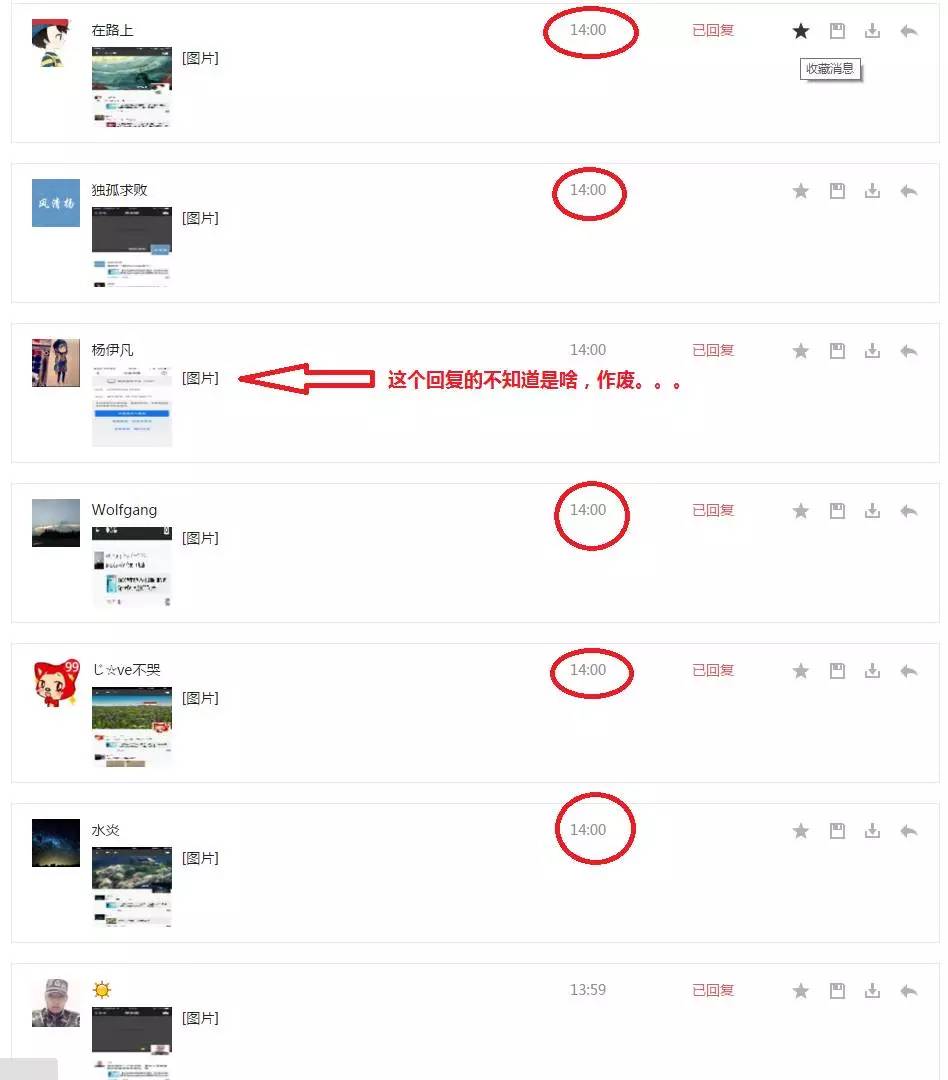 在路上
14:00
已回复
[图片]
收藏消息
风清杨
独孤求败
14:00
[图片]
杨伊凡
14:00
已回复
[图片]
这个回复的不知道是啥，作废。。。
Wolfgang
14:00
已回复
[图片]
99
じ☆ve不哭
14:00
已回复
[图片]
水炎
14:00
[图片]
13:59
已回复
[图片]